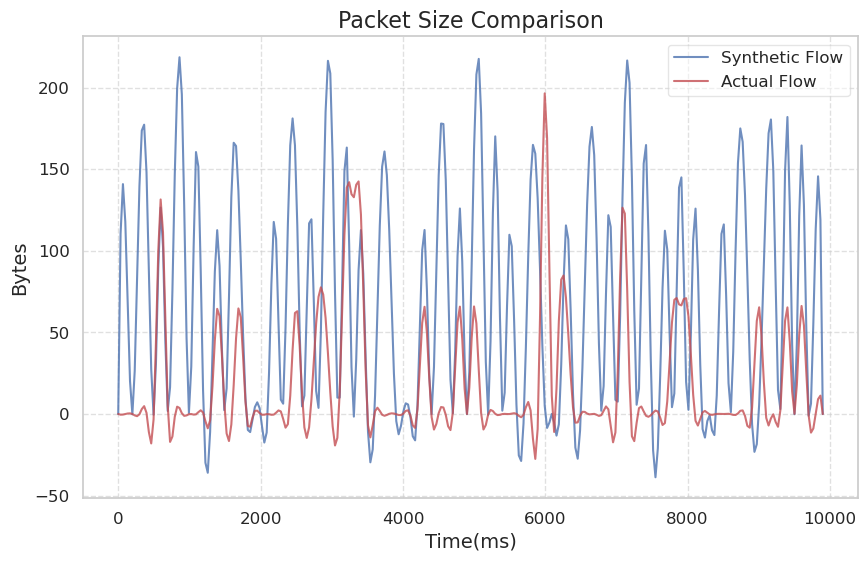 Packet Size Comparison
Synthetic Flow
Actual Flow
200
150
100
50
0
−50
Bytes
0 2000 4000 6000 8000 10000
Time(ms)